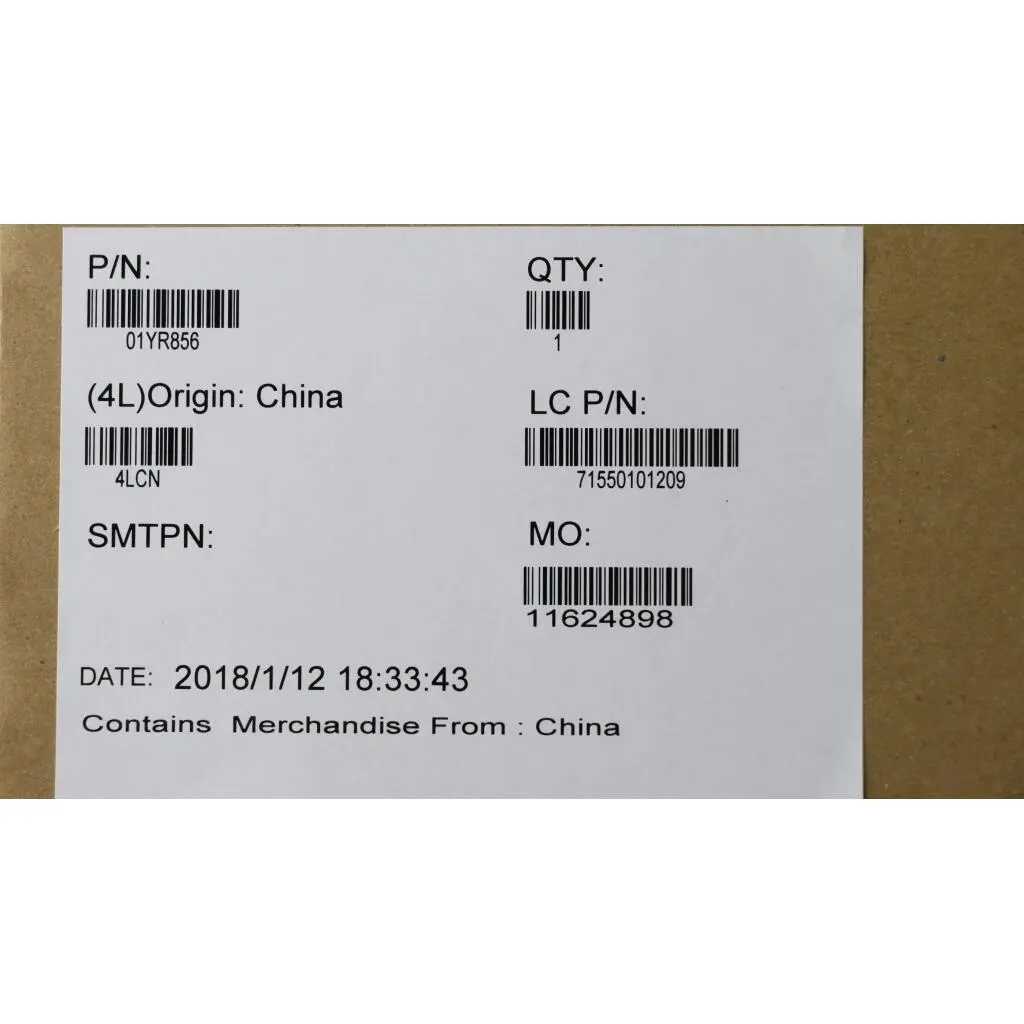 P/N:
01YR856
QTY:
1
(4L)Origin: China
4LCN
LC P/N:
71550101209
SMTPN:
MO:
11624898
DATE: 2018/1/12 18:33:43
Contains Merchandise From : China